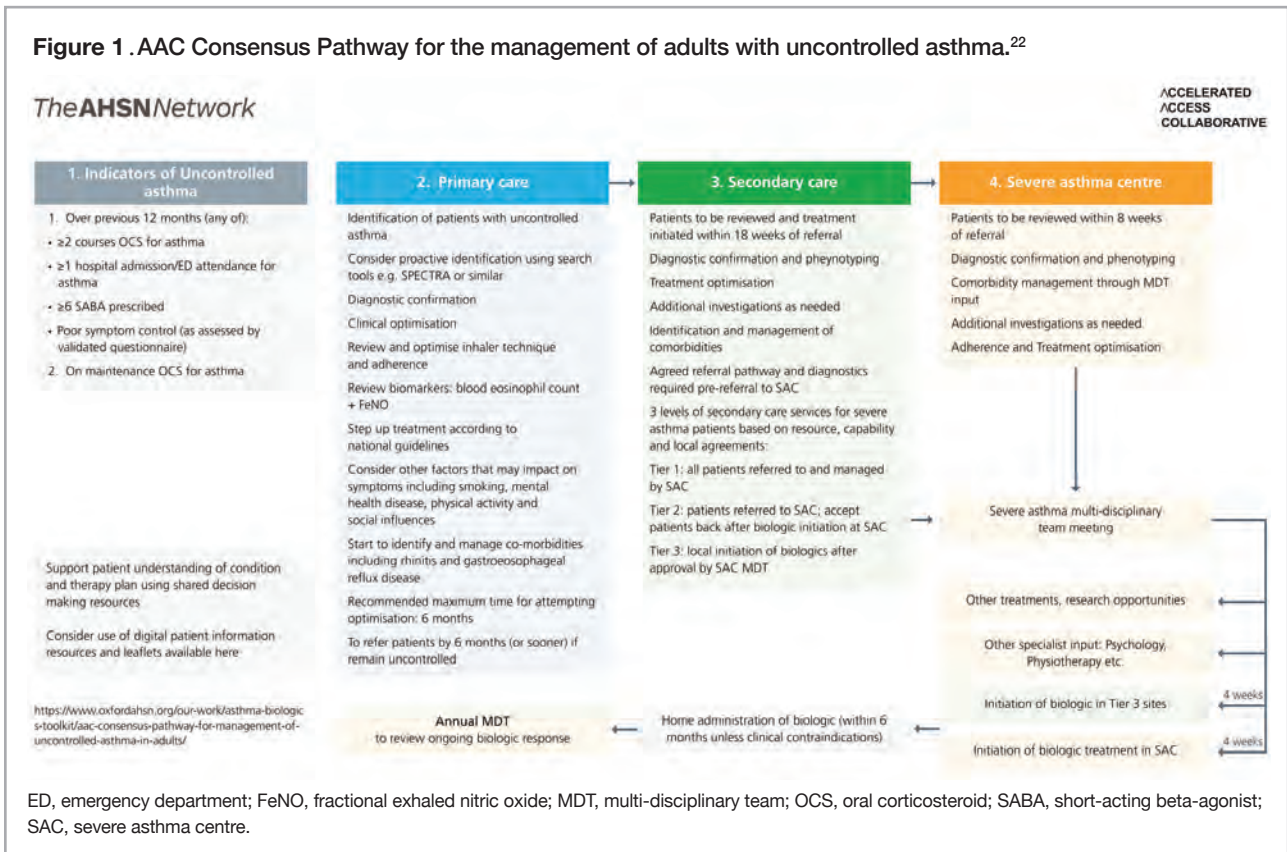 Figure 1. AAC Consensus Pathway for the management of adults with uncontrolled asthma.22
TheAHSNNetwork
ACCELERATED
ACCESS
COLLABORATIVE
1. Indicators of Uncontrolled
asthma
1. Over previous 12 months (any of):
• ≥2 courses OCS for asthma
• ≥1 hospital admission/ED attendance for
asthma
• ≥6 SABA prescribed
• Poor symptom control (as assessed by
validated questionnaire)
2. On maintenance OCS for asthma
Support patient understanding of condition
and therapy plan using shared decision
making resources
Consider use of digital patient information
resources and leaflets available here
https://www.oxfordahsn.org/our-work/asthma-biologic
s-toolkit/aac-consensus-pathway-for-management-of-
uncontrolled-asthma-in-adults/
2. Primary care
Identification of patients with uncontrolled
asthma
Consider proactive identification using search
tools e.g. SPECTRA or similar
Diagnostic confirmation
Clinical optimisation
Review and optimise inhaler technique
and adherence
Review biomarkers: blood eosinophil count
+ FeNO
Step up treatment according to
national guidelines
Consider other factors that may impact on
symptoms including smoking, mental
health disease, physical activity and
social influences
Start to identify and manage co-morbidities
including rhinitis and gastroeosophageal
reflux disease
Recommended maximum time for attempting
optimisation: 6 months
To refer patients by 6 months (or sooner) if
remain uncontrolled
3. Secondary care
Patients to be reviewed and treatment
initiated within 18 weeks of referral
Diagnostic confirmation and pheynotyping
Treatment optimisation
Additional investigations as needed
Identification and management of
comorbidities
Agreed referral pathway and diagnostics
required pre-referral to SAC
3 levels of secondary care services for severe
asthma patients based on resource, capability
and local agreements:
Tier 1: all patients referred to and managed
by SAC
Tier 2: patients referred to SAC; accept
patients back after biologic initiation at SAC
Tier 3: local initiation of biologics after
approval by SAC MDT
4. Severe asthma centre
Patients to be reviewed within 8 weeks
of referral
Diagnostic confirmation and phenotyping
Comorbidity management through MDT
input
Additional investigations as needed
Adherence and Treatment optimisation
Severe asthma multi-disciplinary
team meeting
Other treatments, research opportunities
Other specialist input: Psychology,
Physiotherapy etc.
Initiation of biologic in Tier 3 sites
4 weeks
Initiation of biologic treatment in SAC
4 weeks
Home administration of biologic (within 6
months unless clinical contraindications)
Annual MDT
to review ongoing biologic response
ED, emergency department; FeNO, fractional exhaled nitric oxide; MDT, multi-disciplinary team; OCS, oral corticosteroid; SABA, short-acting beta-agonist;
SAC, severe asthma centre.